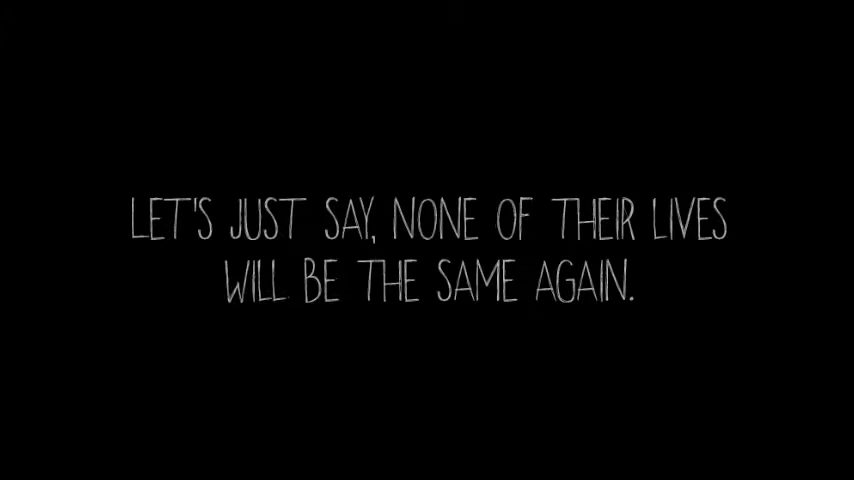 LET'S JUST SAY, NONE OF THEIR LIVES
WILL BE THE SAME AGAIN.